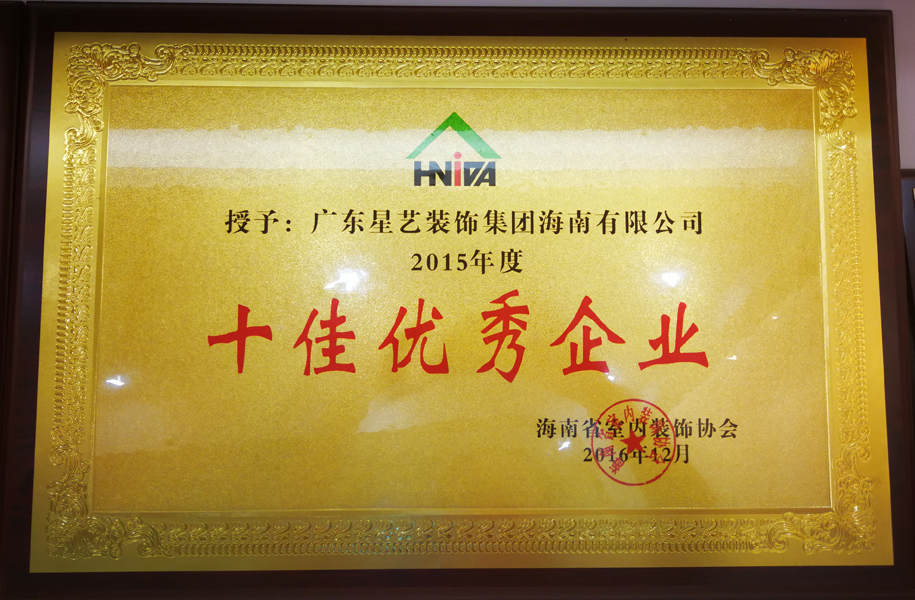 HNIDA
授予：广东星艺装饰集团海南有限公司
2015年度
十佳优秀企业
海南省室内装饰协会
2016年12月